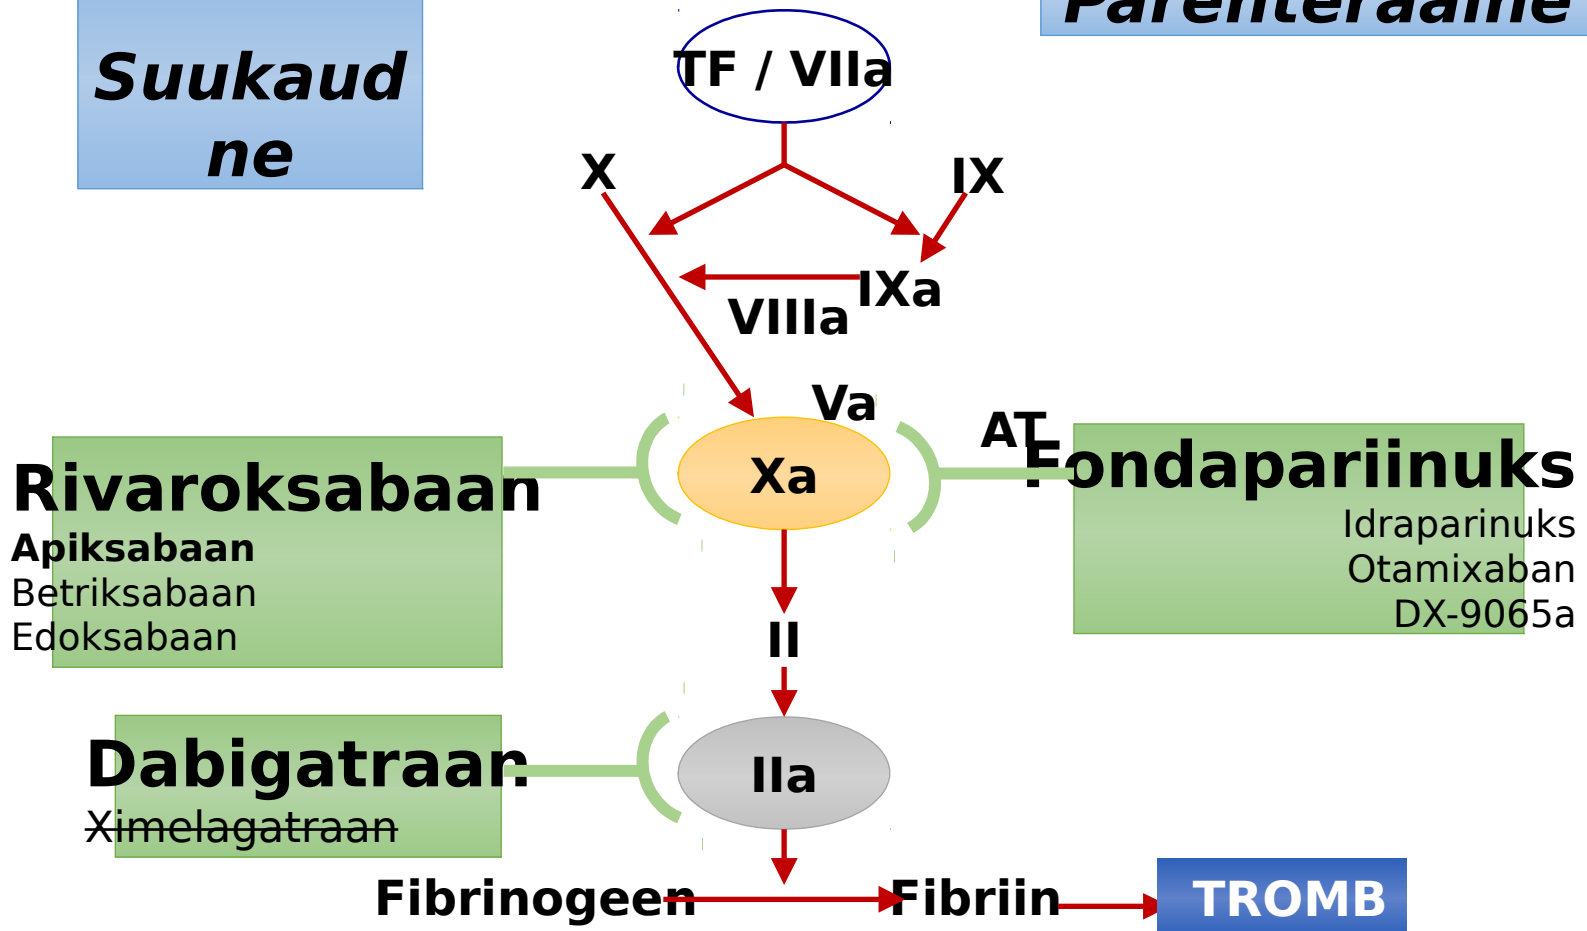 Parenteraalne
Suukaud
ne
TF / VIIa
X
IX
IXa
VIIIa
Va
AT
Xa
Rivaroksabaan
Apiksabaan
Betriksabaan
Edoksabaan
Fondapariinuks
Idraparinuks
Otamixaban
DX-9065a
II
Dabigatraan
Ximelagatraan
IIa
Fibrinogeen
Fibriin
TROMB